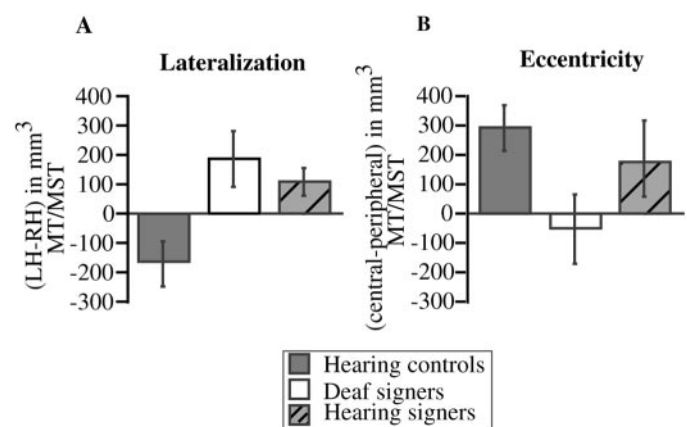 A
Lateralization
(LH-RH) in mm3
MT/MST
400
300
200
100
0
-100
-200
-300
B
Eccentricity
(central-peripheral) in mm3
MT/MST
400
300
200
100
0
-100
-200
-300
Hearing controls
Deaf signers
Hearing signers